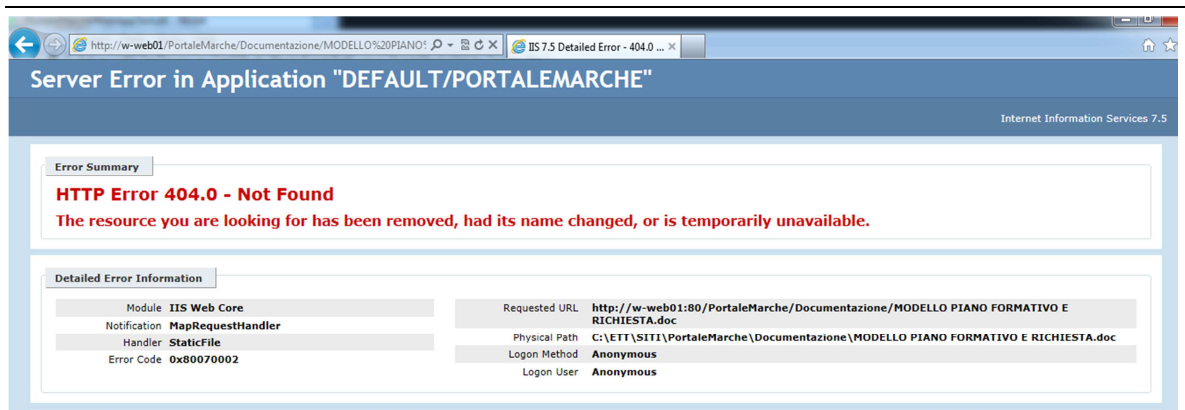 http://w-web01/PortaleMarche/Documentazione/MODELLO%20PIANO%
IIS 7.5 Detailed Error - 404.0 ...
Server Error in Application "DEFAULT/PORTALEMARCHE"
Internet Information Services 7.5
Error Summary
HTTP Error 404.0 - Not Found
The resource you are looking for has been removed, had its name changed, or is temporarily unavailable.
Detailed Error Information
Module IIS Web Core
Notification MapRequestHandler
Handler StaticFile
Error Code 0x80070002
Requested URL http://w-web01:80/PortaleMarche/Documentazione/MODELLO PIANO FORMATIVO E
RICHIESTA.doc
Physical Path C:\ETT\SITI\PortaleMarche\Documentazione\MODELLO PIANO FORMATIVO E RICHIESTA.doc
Logon Method Anonymous
Logon User Anonymous